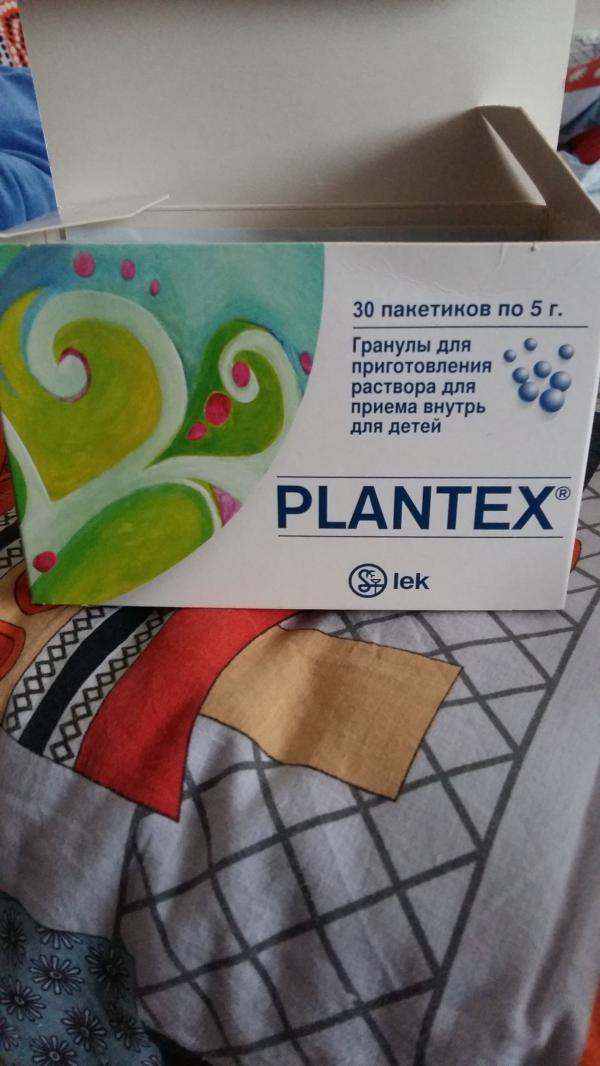 30 пакетиков по 5 г.
Гранулы для
приготовления
раствора для
приема внутрь
для детей
PLANTEX®
lek